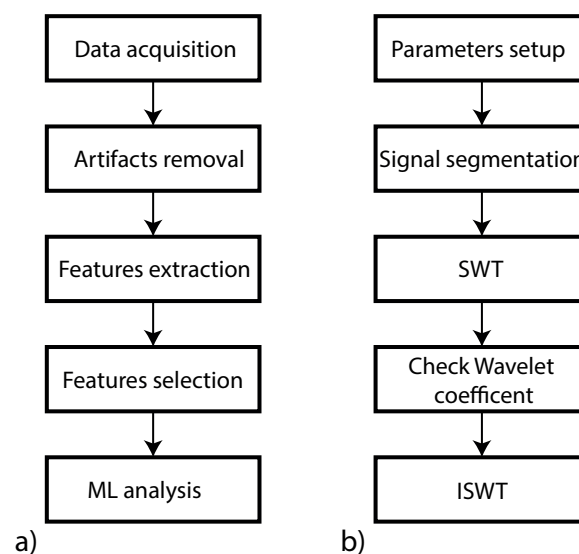 Data acquisition
Artifacts removal
Features extraction
Features selection
ML analysis
a)
Parameters setup
Signal segmentation
SWT
Check Wavelet
coefficent
ISWT
b)